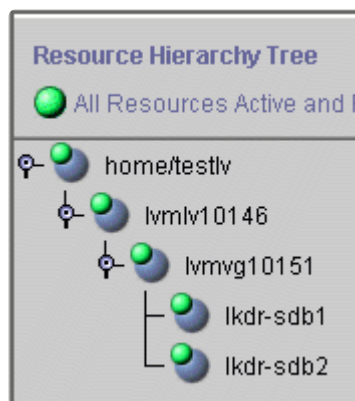 Resource Hierarchy Tree
All Resources Active and
home/testlv
lvmlv10146
lvmvg10151
lkdr-sdb1
lkdr-sdb2